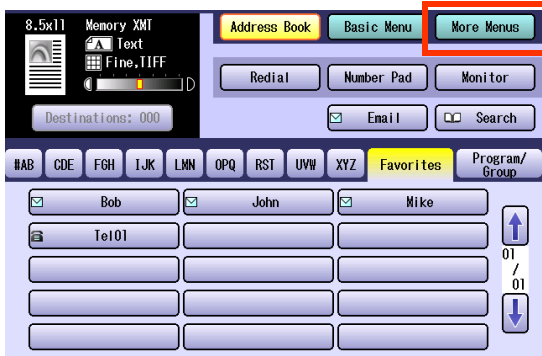 8.5x11 Memory XMT
A Text
Fine,TIFF
D
Destinations: 000
Address Book Basic Menu More Menus
Redial Number Pad Monitor
Email Search
#AB CDE FGH IJK LMN OPQ RST UVW XYZ Favorites Program/
Group
Bob John Mike
Tel01
01
/
01